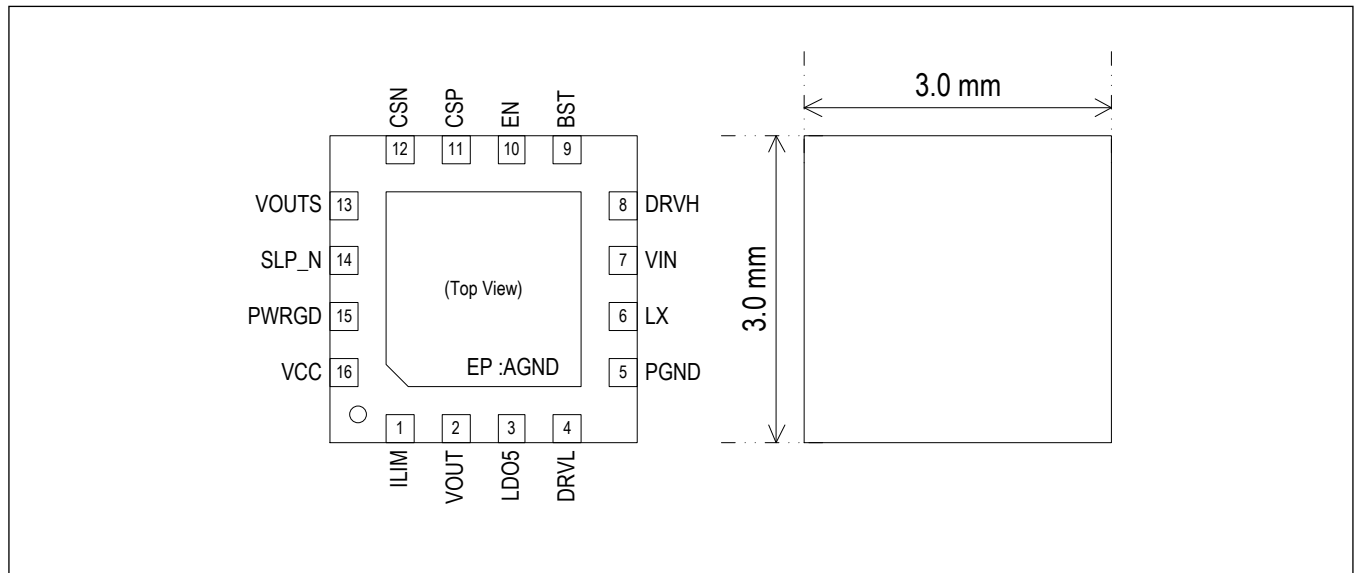 CSN
CSP
EN
BST
12
11
10
9
VOUTS 13
SLP_N 14
PWRGD 15
VCC 16
(Top View)
EP :AGND
8 DRVH
7 VIN
6 LX
5 PGND
1
2
3
4
ILIM
VOUT
LDO5
DRVL
3.0 mm
3.0 mm